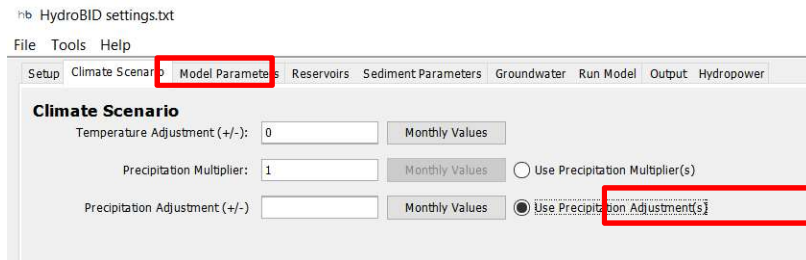 hb HydroBID settings.txt
File Tools Help
Setup Climate Scenario Model Parameters Reservoirs Sediment Parameters Groundwater Run Model Output Hydropower
Climate Scenario
Temperature Adjustment (+/-): 0 Monthly Values
Precipitation Multiplier: 1 Monthly Values Use Precipitation Multiplier(s)
Precipitation Adjustment (+/-) Monthly Values Use Precipitation Adjustment(s)